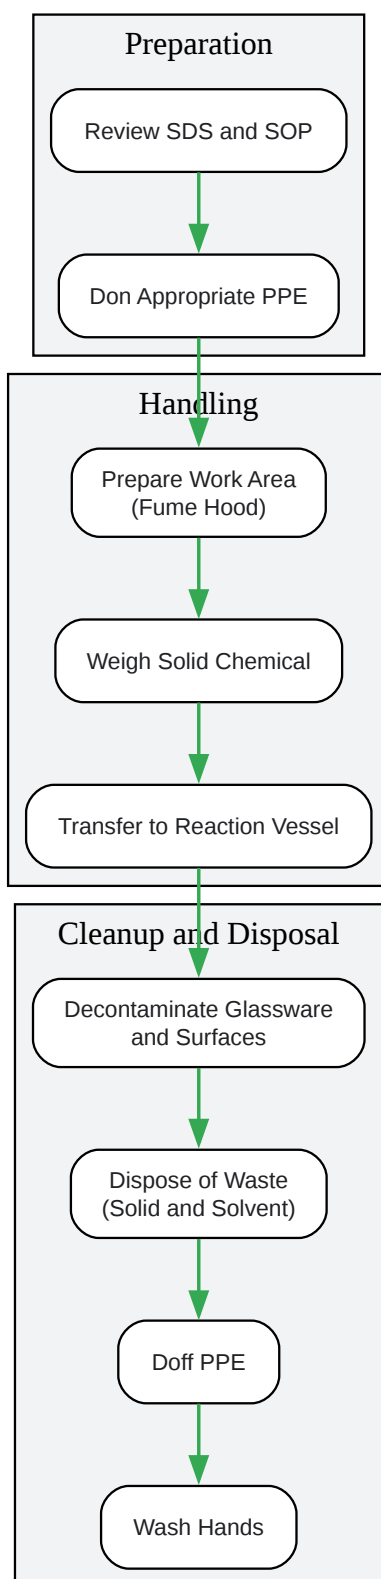 Preparation
Review SDS and SOP
Don Appropriate PPE
Handling
Prepare Work Area
(Fume Hood)
Weigh Solid Chemical
Transfer to Reaction Vessel
Cleanup and Disposal
Decontaminate Glassware
and Surfaces
Dispose of Waste
(Solid and Solvent)
Doff PPE
Wash Hands